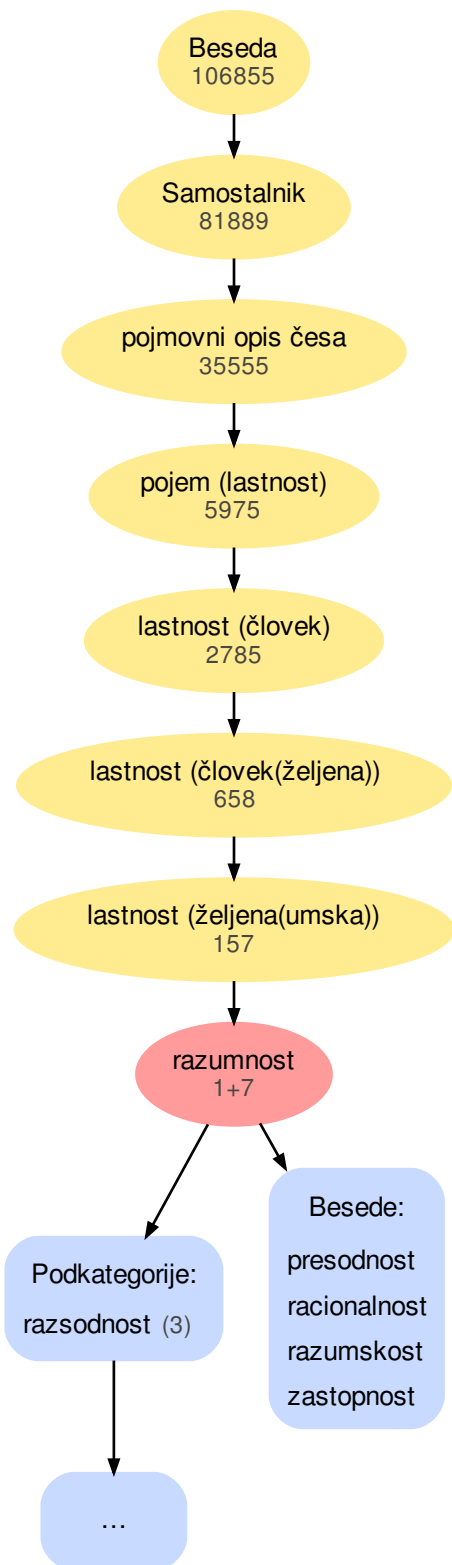 Beseda
106855
Samostalnik
81889
pojmovni opis česa
35555
pojem (lastnost)
5975
lastnost (človek)
2785
lastnost (človek(željena))
658
lastnost (željena(umska))
157
razumnost
1+7
Podkategorije:
razsodnost (3)
Besede:
presodnost
racionalnost
razumskost
zastopnost
...